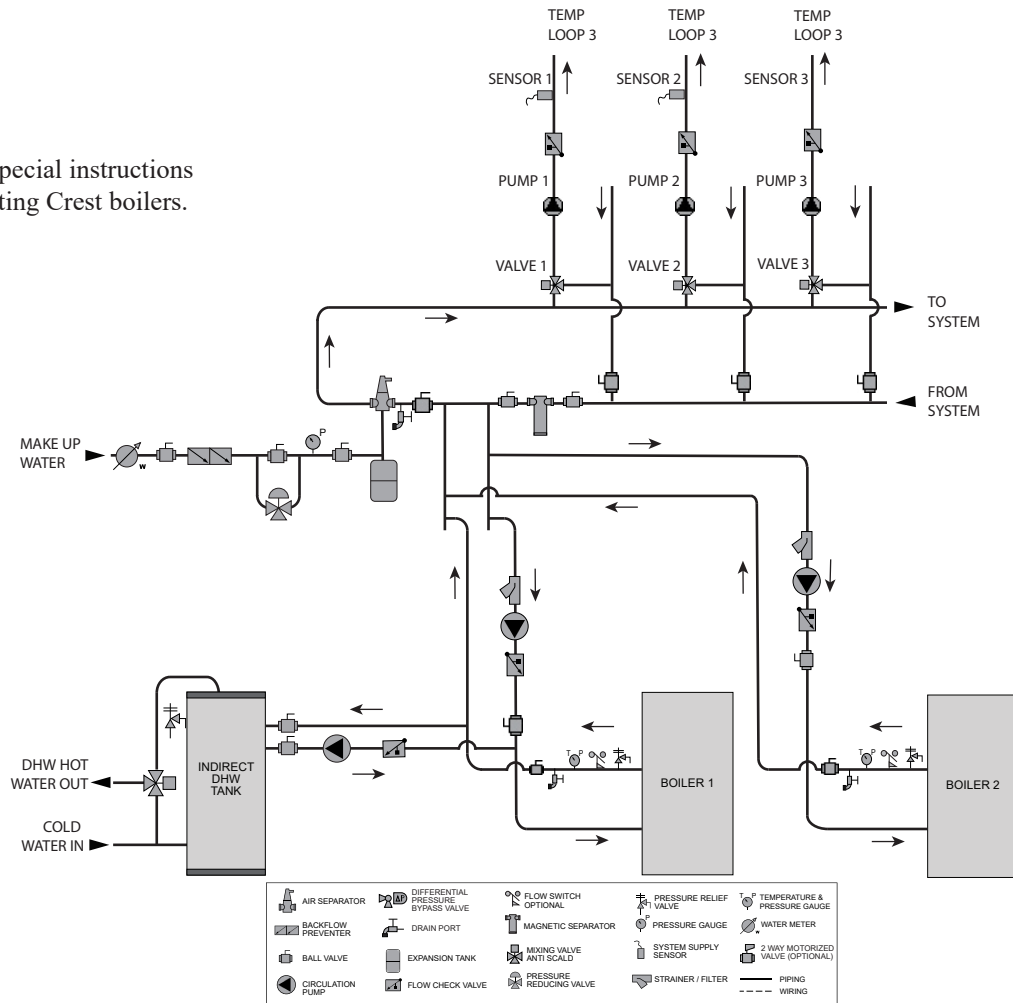 TEMP
LOOP 3
TEMP
LOOP 3
TEMP
LOOP 3
SENSOR 1
SENSOR 2
SENSOR 3
pecial instructions
ting Crest boilers.
PUMP 1
PUMP 2
PUMP 3
VALVE 1
VALVE 2
VALVE 3
TO
SYSTEM
FROM
SYSTEM
MAKE UP
WATER
W
P
DHW HOT
WATER OUT
COLD
WATER IN
INDIRECT
DHW
TANK
T P
BOILER 1
T P
BOILER 2
AIR SEPARATOR
BACKFLOW
PREVENTER
BALL VALVE
CIRCULATION
PUMP
ΔP
DIFFERENTIAL
PRESSURE
BYPASS VALVE
DRAIN PORT
EXPANSION TANK
FLOW CHECK VALVE
FLOW SWITCH
OPTIONAL
MAGNETIC SEPARATOR
MIXING VALVE
ANTI SCALD
PRESSURE
REDUCING VALVE
PRESSURE RELIEF
VALVE
P
PRESSURE GAUGE
SYSTEM SUPPLY
SENSOR
STRAINER / FILTER
T P
TEMPERATURE &
PRESSURE GAUGE
W
WATER METER
2 WAY MOTORIZED
VALVE (OPTIONAL)
PIPING
WIRING